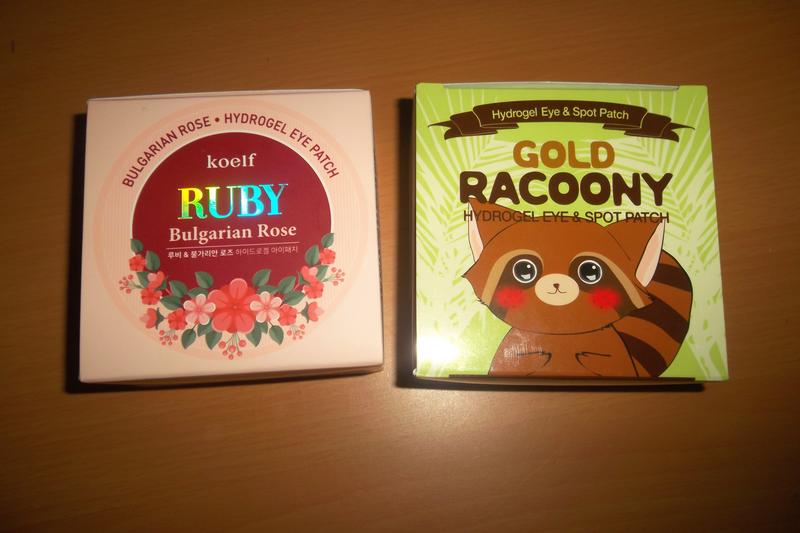 BULGARIAN ROSE • HYDROGEL EYE PATCH
koelf
RUBY
Bulgarian Rose
루비 & 불가리안 로즈 하이드로겔 아이패치
Hydrogel Eye & Spot Patch
GOLD
RACOONY
HYDROGEL EYE & SPOT PATCH